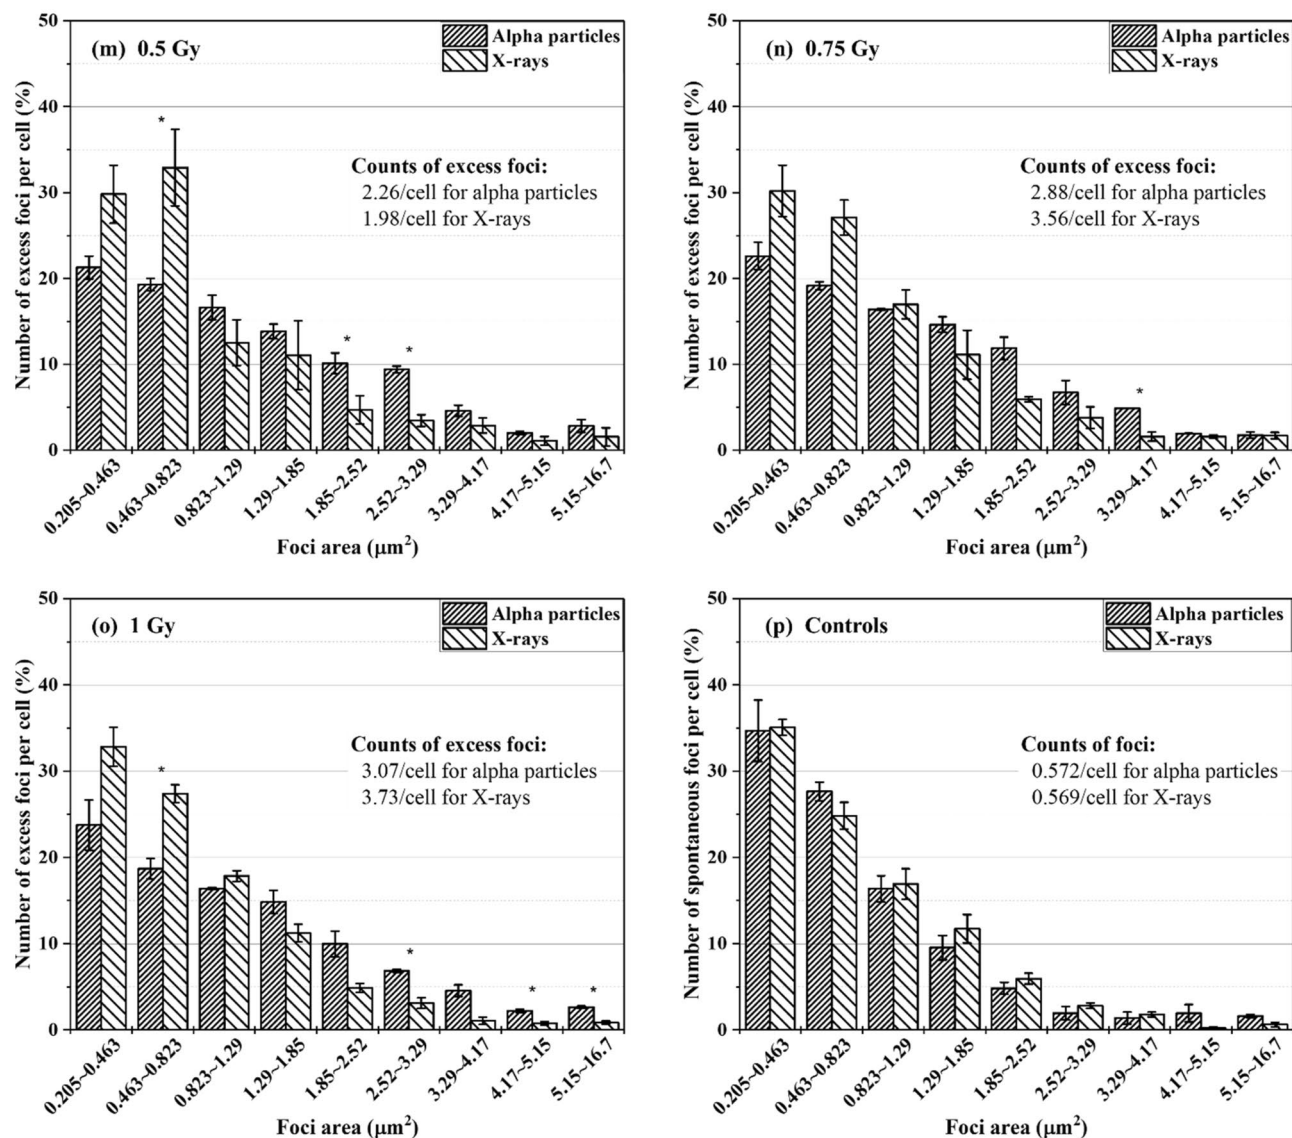 (m) 0.5 Gy
Alpha particles
X-rays
Number of excess foci per cell (%)
50
40
30
20
10
0
*
*
*
Counts of excess foci:
2.26/cell for alpha particles
1.98/cell for X-rays
0.205~0.463
0.463~0.823
0.823~1.29
1.29~1.85
1.85~2.52
2.52~3.29
3.29~4.17
4.17~5.15
5.15~16.7
Foci area (μm²)
(n) 0.75 Gy
Alpha particles
X-rays
Number of excess foci per cell (%)
50
40
30
20
10
0
Counts of excess foci:
2.88/cell for alpha particles
3.56/cell for X-rays
*
0.205~0.463
0.463~0.823
0.823~1.29
1.29~1.85
1.85~2.52
2.52~3.29
3.29~4.17
4.17~5.15
5.15~16.7
Foci area (μm²)
(o) 1 Gy
Alpha particles
X-rays
Number of excess foci per cell (%)
50
40
30
20
10
0
Counts of excess foci:
3.07/cell for alpha particles
3.73/cell for X-rays
*
*
*
*
0.205~0.463
0.463~0.823
0.823~1.29
1.29~1.85
1.85~2.52
2.52~3.29
3.29~4.17
4.17~5.15
5.15~16.7
Foci area (μm²)
(p) Controls
Alpha particles
X-rays
Number of spontaneous foci per cell (%)
50
40
30
20
10
0
Counts of foci:
0.572/cell for alpha particles
0.569/cell for X-rays
0.205~0.463
0.463~0.823
0.823~1.29
1.29~1.85
1.85~2.52
2.52~3.29
3.29~4.17
4.17~5.15
5.15~16.7
Foci area (μm²)